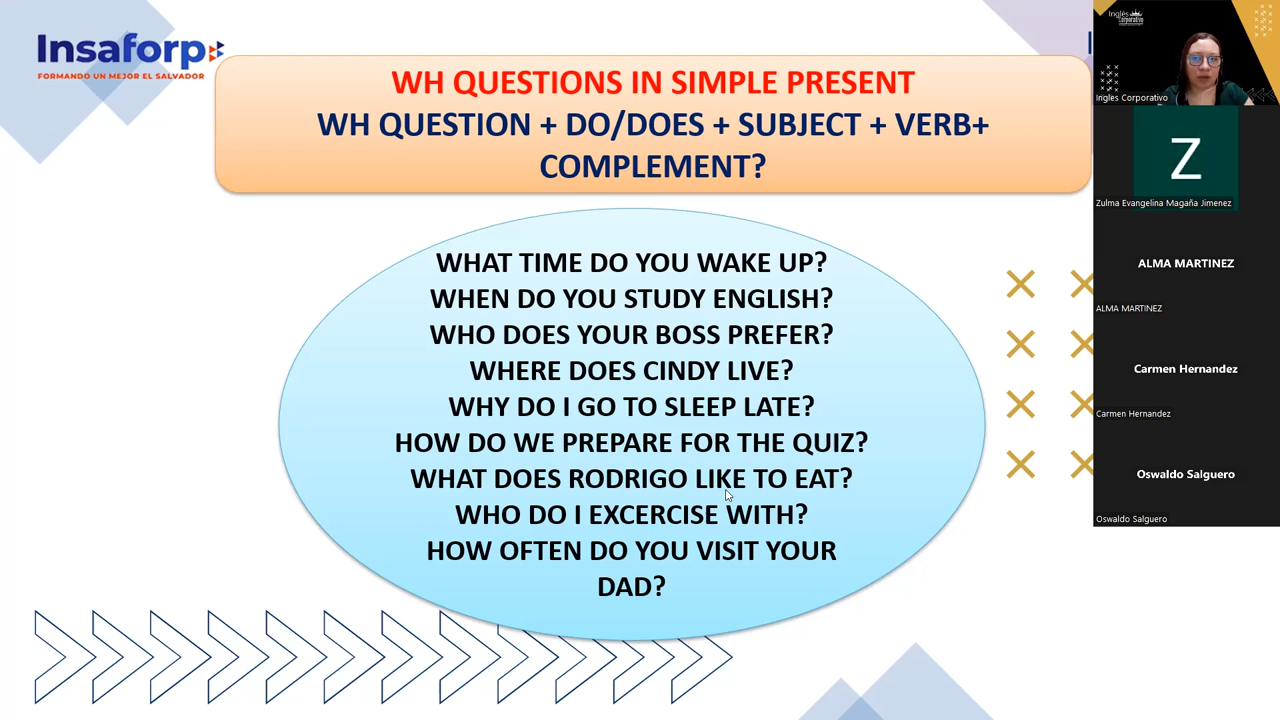 Insaforp
FORMANDO UN MEJOR EL SALVADOR
WH QUESTIONS IN SIMPLE PRESENT
WH QUESTION + DO/DOES + SUBJECT + VERB+
COMPLEMENT?
WHAT TIME DO YOU WAKE UP?
WHEN DO YOU STUDY ENGLISH?
WHO DOES YOUR BOSS PREFER?
WHERE DOES CINDY LIVE?
WHY DO I GO TO SLEEP LATE?
HOW DO WE PREPARE FOR THE QUIZ?
WHAT DOES RODRIGO LIKE TO EAT?
WHO DO I EXCERCISE WITH?
HOW OFTEN DO YOU VISIT YOUR
DAD?
Inglés
Corporativo
Ingles Corporativo
Z
Zulma Evangelina Magaña Jimenez
ALMA MARTINEZ
ALMA MARTINEZ
Carmen Hernandez
Carmen Hernandez
Oswaldo Salguero
Oswaldo Salguero